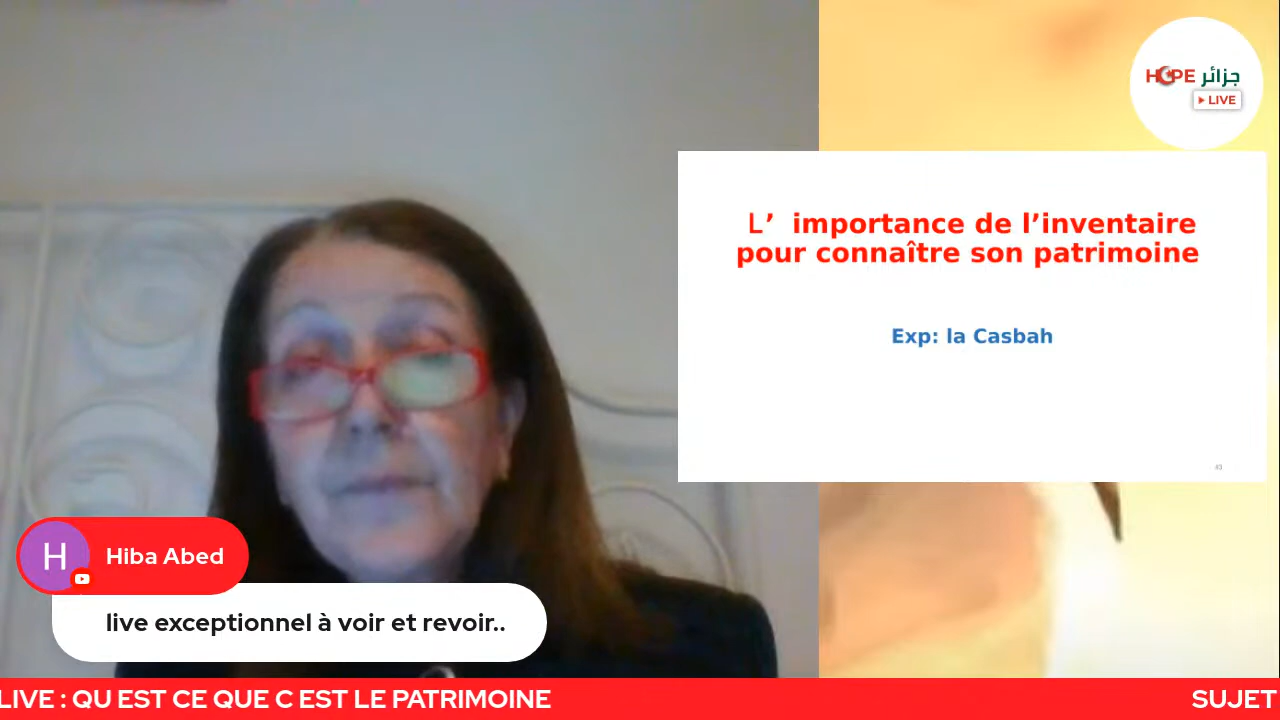 HOPE جزائر
LIVE
L’ importance de l’inventaire
pour connaître son patrimoine
Exp: la Casbah
43
H
Hiba Abed
live exceptionnel à voir et revoir..
LIVE : QU EST CE QUE C EST LE PATRIMOINE
SUJET